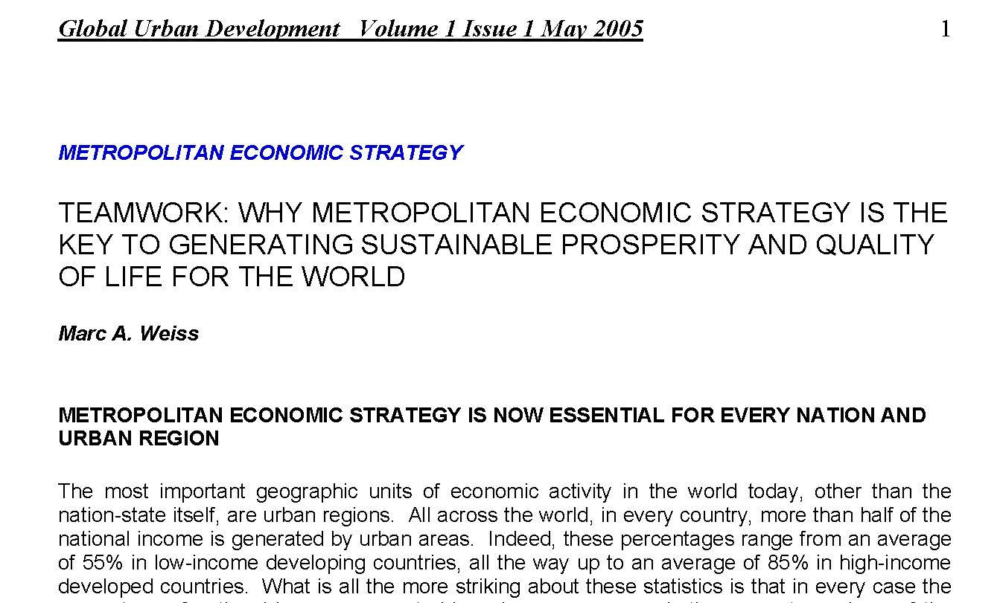 Global Urban Development Volume 1 Issue 1 May 2005 1
METROPOLITAN ECONOMIC STRATEGY
TEAMWORK: WHY METROPOLITAN ECONOMIC STRATEGY IS THE
KEY TO GENERATING SUSTAINABLE PROSPERITY AND QUALITY
OF LIFE FOR THE WORLD
Marc A. Weiss
METROPOLITAN ECONOMIC STRATEGY IS NOW ESSENTIAL FOR EVERY NATION AND
URBAN REGION
The most important geographic units of economic activity in the world today, other than the
nation-state itself, are urban regions. All across the world, in every country, more than half of the
national income is generated by urban areas. Indeed, these percentages range from an average
of 55% in low-income developing countries, all the way up to an average of 85% in high-income
developed countries. What is all the more striking about these statistics is that in every case the